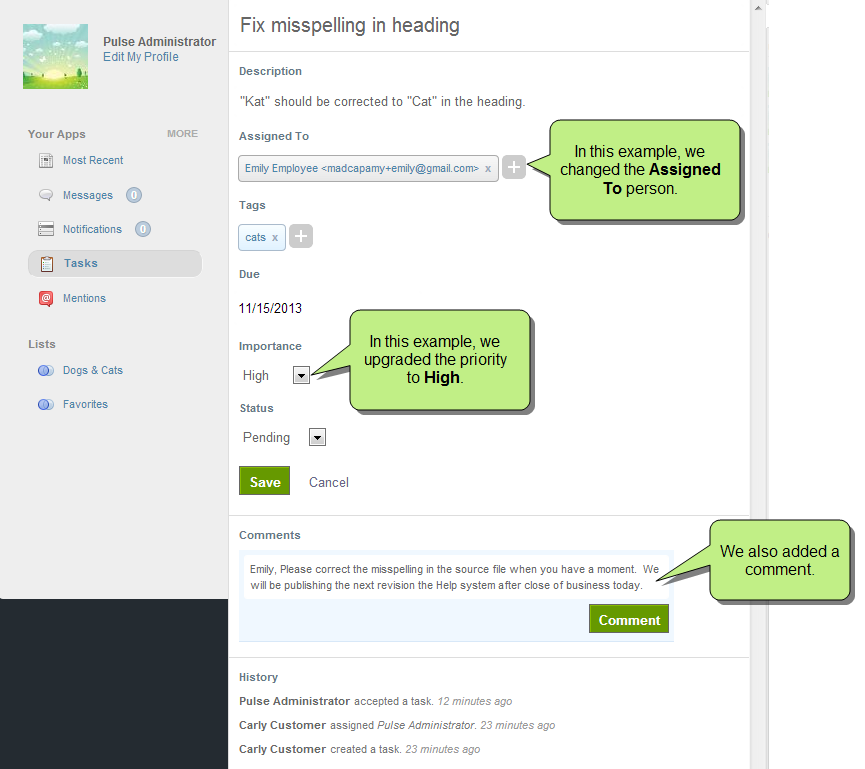 Pulse Administrator
Edit My Profile
Your Apps
MORE
Most Recent
Messages
0
Notifications
0
Tasks
@
Mentions
Lists
Dogs & Cats
Favorites
Fix misspelling in heading
Description
"Kat" should be corrected to "Cat" in the heading.
Assigned To
Emily Employee <madcapamy+emily@gmail.com> x
+
In this example, we
changed the Assigned
To person.
Tags
cats x
+
Due
11/15/2013
Importance
High
In this example, we
upgraded the priority
to High.
Status
Pending
Save
Cancel
Comments
Emily, Please correct the misspelling in the source file when you have a moment. We
will be publishing the next revision the Help system after close of business today.
We also added a
comment.
Comment
History
Pulse Administrator accepted a task. 12 minutes ago
Carly Customer assigned Pulse Administrator. 23 minutes ago
Carly Customer created a task. 23 minutes ago